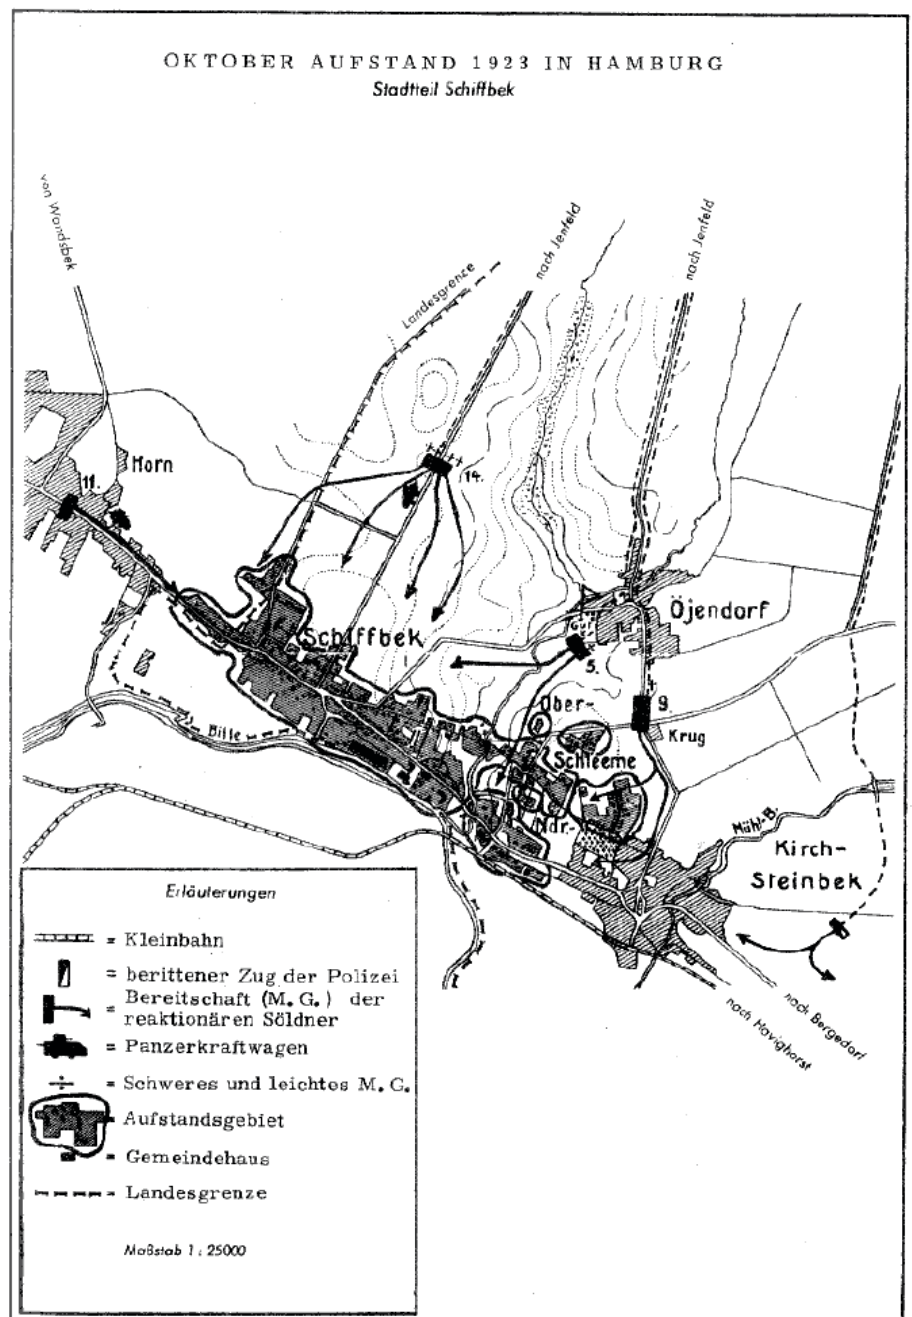 OKTOBER AUFSTAND 1923 IN HAMBURG
Stadtteil Schiffbek
von Wandsbek
Landesgrenze
nach Jenfeld
nach Jenfeld
Horn
11.
14.
Schiffbek
Öjendorf
Gut
5.
9.
Ober-
Krug
Schleeme
Bille
Ndr.-
Mühl-B.
Kirch-
Steinbek
nach Bergedorf
nach Havighorst
Erläuterungen
= Kleinbahn
= berittener Zug der Polizei
= Bereitschaft (M. G.) der
reaktionären Söldner
= Panzerkraftwagen
= Schweres und leichtes M. G.
= Aufstandsgebiet
= Gemeindehaus
= Landesgrenze
Maßstab 1 : 25000